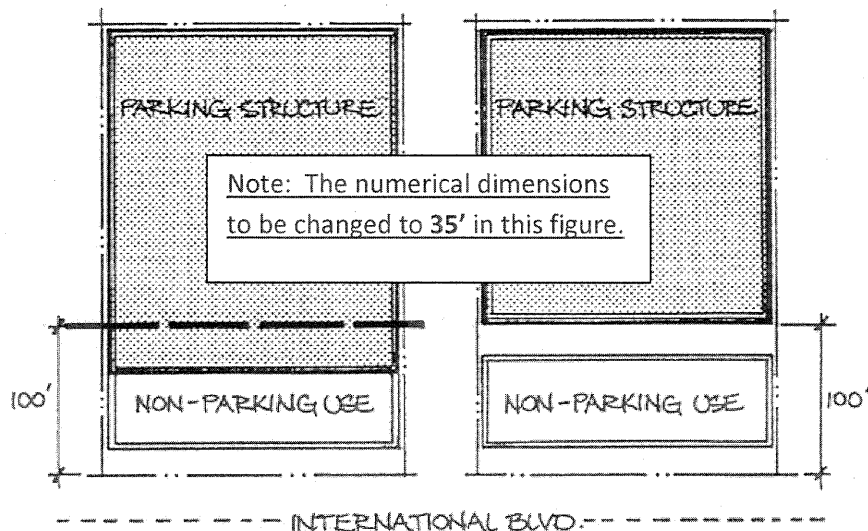 PARKING STRUCTURE
PARKING STRUCTURE
Note: The numerical dimensions
to be changed to 35' in this figure.
100'
NON-PARKING USE
NON-PARKING USE
100'
INTERNATIONAL BLVD.